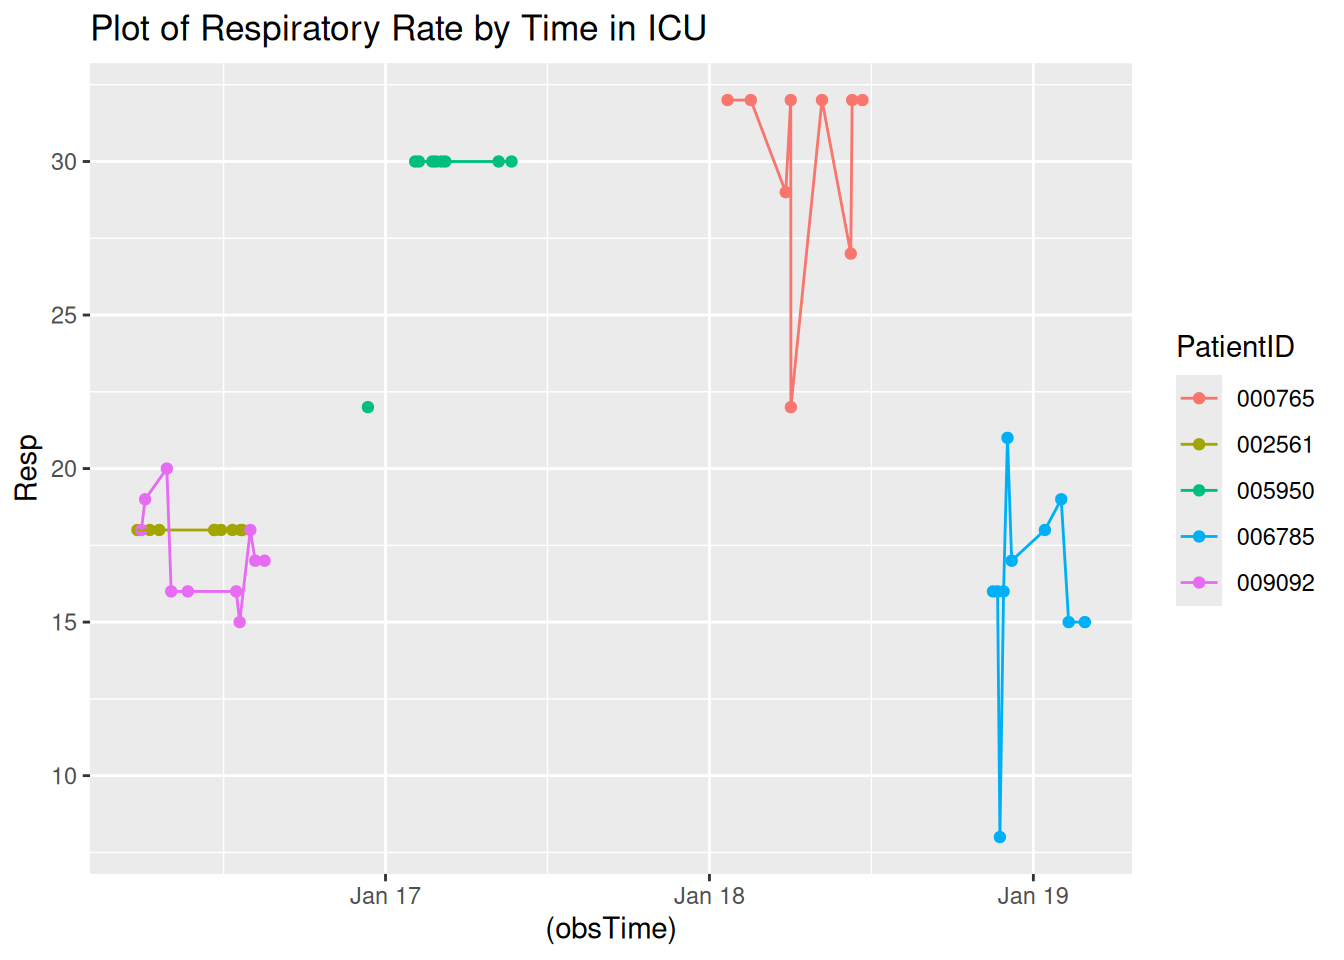 Plot of Respiratory Rate by Time in ICU
Resp
30
25
20
15
10
Jan 17
Jan 18
Jan 19
(obsTime)
PatientID
000765
002561
005950
006785
009092